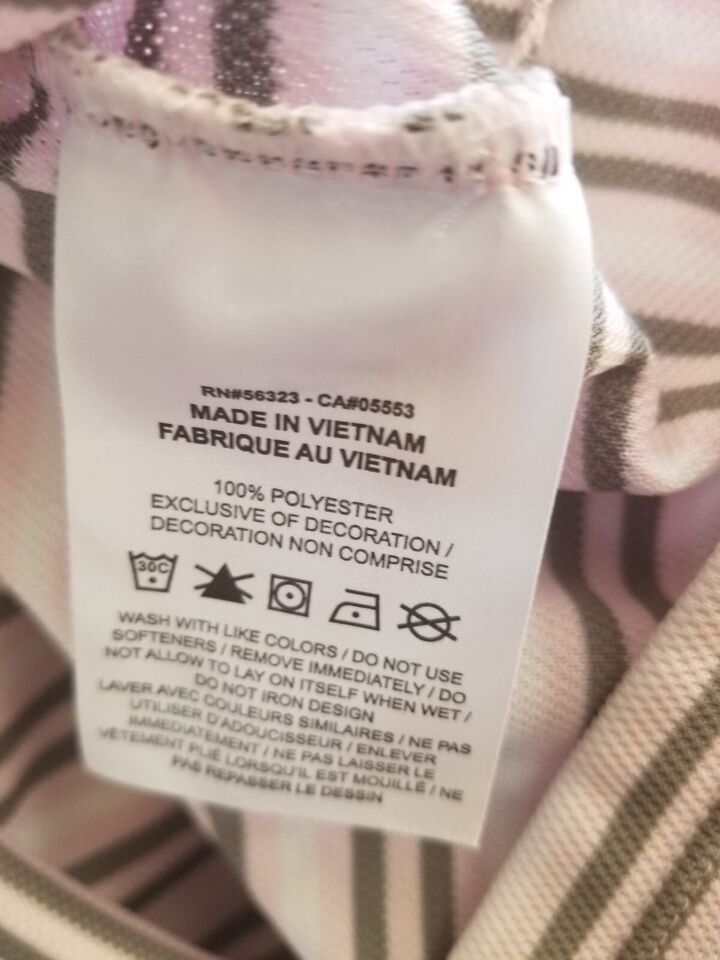 RN#56323 - CA#05553
MADE IN VIETNAM
FABRIQUE AU VIETNAM
100% POLYESTER
EXCLUSIVE OF DECORATION /
DECORATION NON COMPRISE
30C
WASH WITH LIKE COLORS / DO NOT USE
SOFTENERS / REMOVE IMMEDIATELY / DO
NOT ALLOW TO LAY ON ITSELF WHEN WET /
DO NOT IRON DESIGN
LAVER AVEC COULEURS SIMILAIRES / NE PAS
UTILISER D'ADOUCISSEUR / ENLEVER
IMMÉDIATEMENT / NE PAS LAISSER LE
VÊTEMENT PLIÉ LORSQU'IL EST MOUILLÉ / NE
PAS REPASSER LE DESSIN